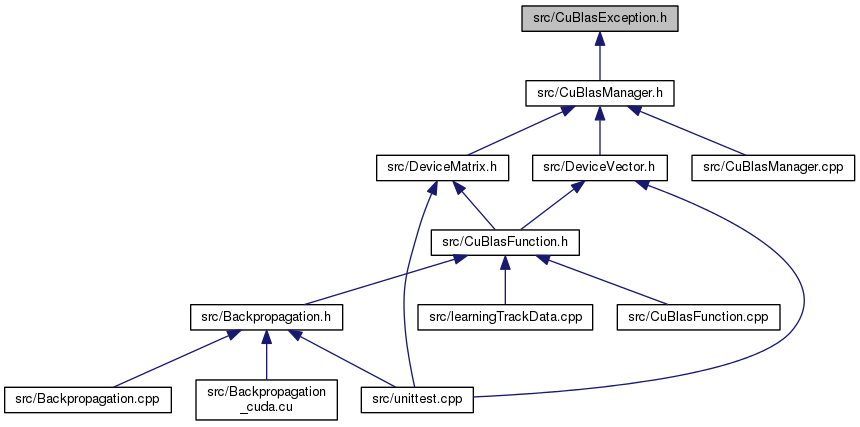 src/CuBlasException.h
src/CuBlasManager.h
src/DeviceMatrix.h
src/DeviceVector.h
src/CuBlasManager.cpp
src/CuBlasFunction.h
src/Backpropagation.h
src/learningTrackData.cpp
src/CuBlasFunction.cpp
src/Backpropagation.cpp
src/Backpropagation
_cuda.cu
src/unittest.cpp